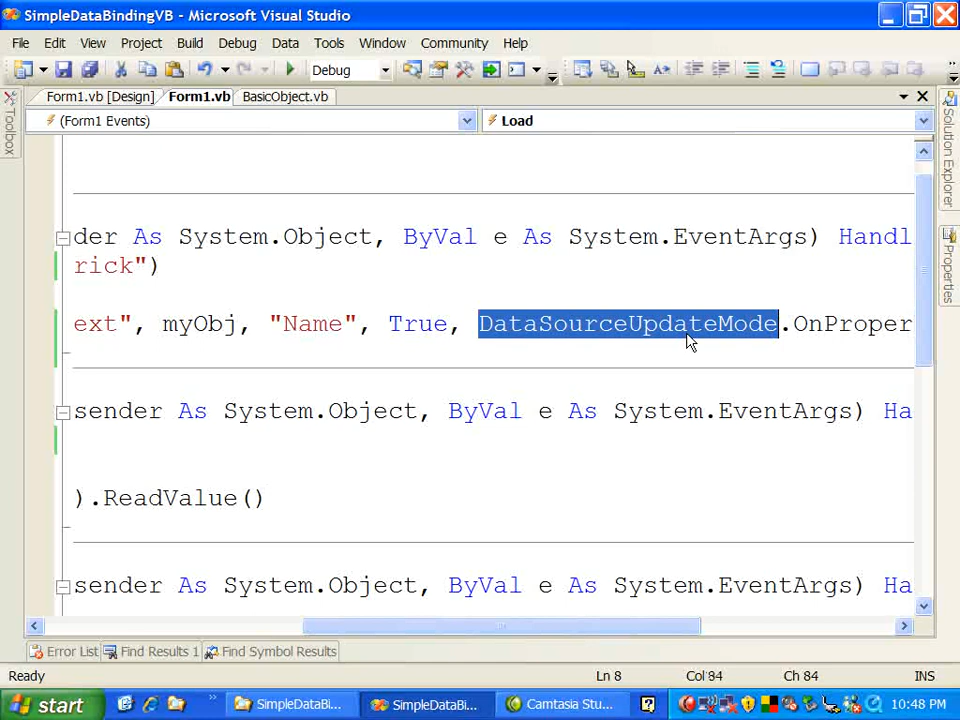 SimpleDataBindingVB - Microsoft Visual Studio
File Edit View Project Build Debug Data Tools Window Community Help
Debug
Form1.vb [Design] Form1.vb BasicObject.vb
(Form1 Events) Load
Toolbox
Solution Explorer
Properties
der As System.Object, ByVal e As System.EventArgs) Handl
rick")
ext", myObj, "Name", True, DataSourceUpdateMode.OnProper
sender As System.Object, ByVal e As System.EventArgs) Ha
).ReadValue()
sender As System.Object, ByVal e As System.EventArgs) Ha
Error List Find Results 1 Find Symbol Results
Ready Ln 8 Col 94 Ch 84 INS
start SimpleDataBi... SimpleDataBi... Camtasia Stu... 10:48 PM